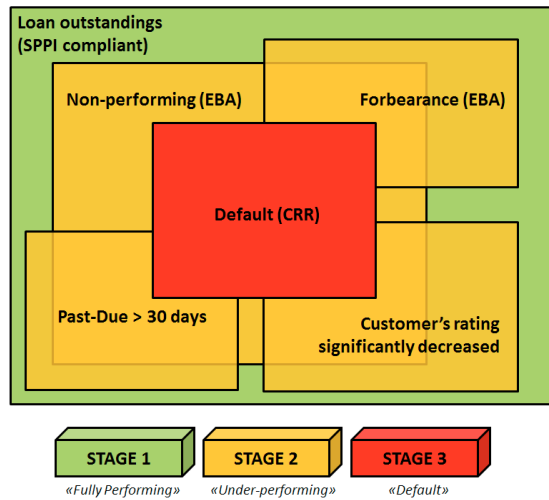 Loan outstandings
(SPPI compliant)
Non-performing (EBA)
Forbearance (EBA)
Default (CRR)
Past-Due > 30 days
Customer's rating
significantly decreased
STAGE 1
STAGE 2
STAGE 3
«Fully Performing»
«Under-performing»
«Default»